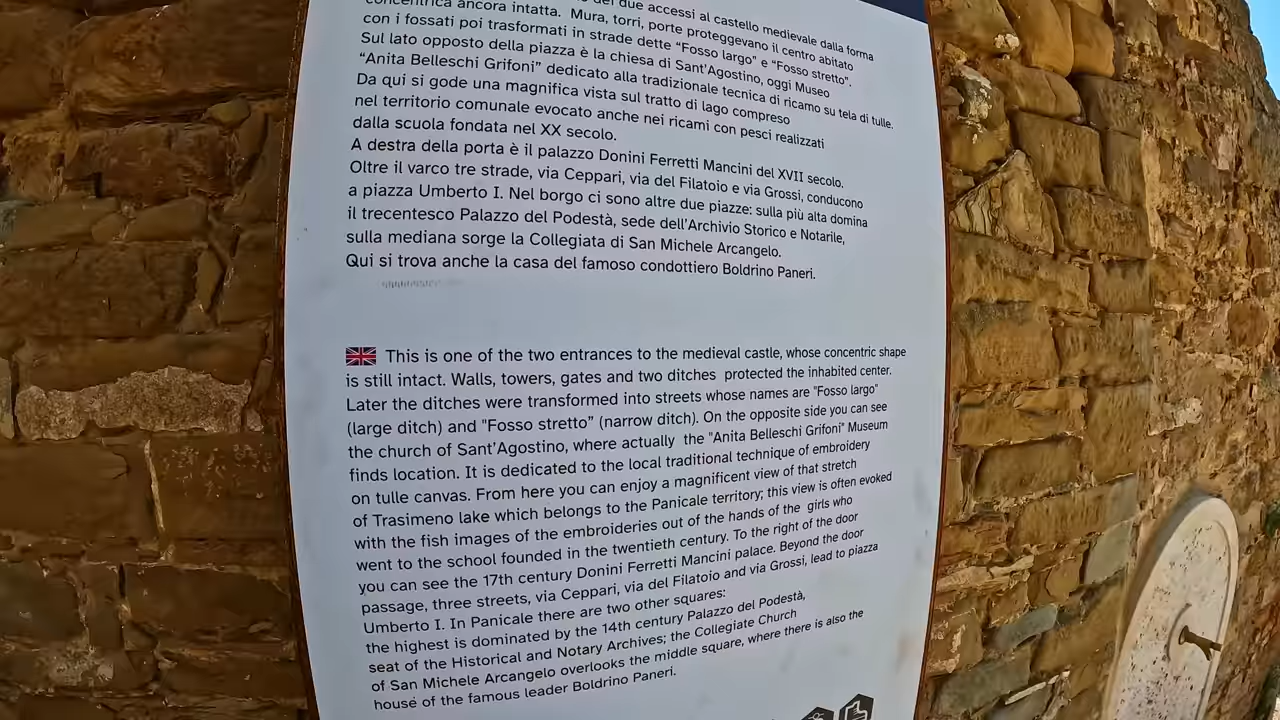 concentrica ancora intatta. Mura, torri, porte proteggevano il centro abitato
due accessi al castello medievale dalla forma
con i fossati poi trasformati in strade dette “Fosso largo” e “Fosso stretto”.
Sul lato opposto della piazza è la chiesa di Sant’Agostino, oggi Museo
“Anita Belleschi Grifoni” dedicato alla tradizionale tecnica di ricamo su tela di tulle.
Da qui si gode una magnifica vista sul tratto di lago compreso
nel territorio comunale evocato anche nei ricami con pesci realizzati
dalla scuola fondata nel XX secolo.
A destra della porta è il palazzo Donini Ferretti Mancini del XVII secolo.
Oltre il varco tre strade, via Ceppari, via del Filatoio e via Grossi, conducono
a piazza Umberto I. Nel borgo ci sono altre due piazze: sulla più alta domina
il trecentesco Palazzo del Podestà, sede dell’Archivio Storico e Notarile,
sulla mediana sorge la Collegiata di San Michele Arcangelo.
Qui si trova anche la casa del famoso condottiero Boldrino Paneri.
This is one of the two entrances to the medieval castle, whose concentric shape
is still intact. Walls, towers, gates and two ditches protected the inhabited center.
Later the ditches were transformed into streets whose names are "Fosso largo"
(large ditch) and "Fosso stretto” (narrow ditch). On the opposite side you can see
the church of Sant’Agostino, where actually the "Anita Belleschi Grifoni" Museum
finds location. It is dedicated to the local traditional technique of embroidery
on tulle canvas. From here you can enjoy a magnificent view of that stretch
of Trasimeno lake which belongs to the Panicale territory; this view is often evoked
with the fish images of the embroideries out of the hands of the girls who
went to the school founded in the twentieth century. To the right of the door
you can see the 17th century Donini Ferretti Mancini palace. Beyond the door
passage, three streets, via Ceppari, via del Filatoio and via Grossi, lead to piazza
Umberto I. In Panicale there are two other squares:
the highest is dominated by the 14th century Palazzo del Podestà,
seat of the Historical and Notary Archives; the Collegiate Church
of San Michele Arcangelo overlooks the middle square, where there is also the
house of the famous leader Boldrino Paneri.